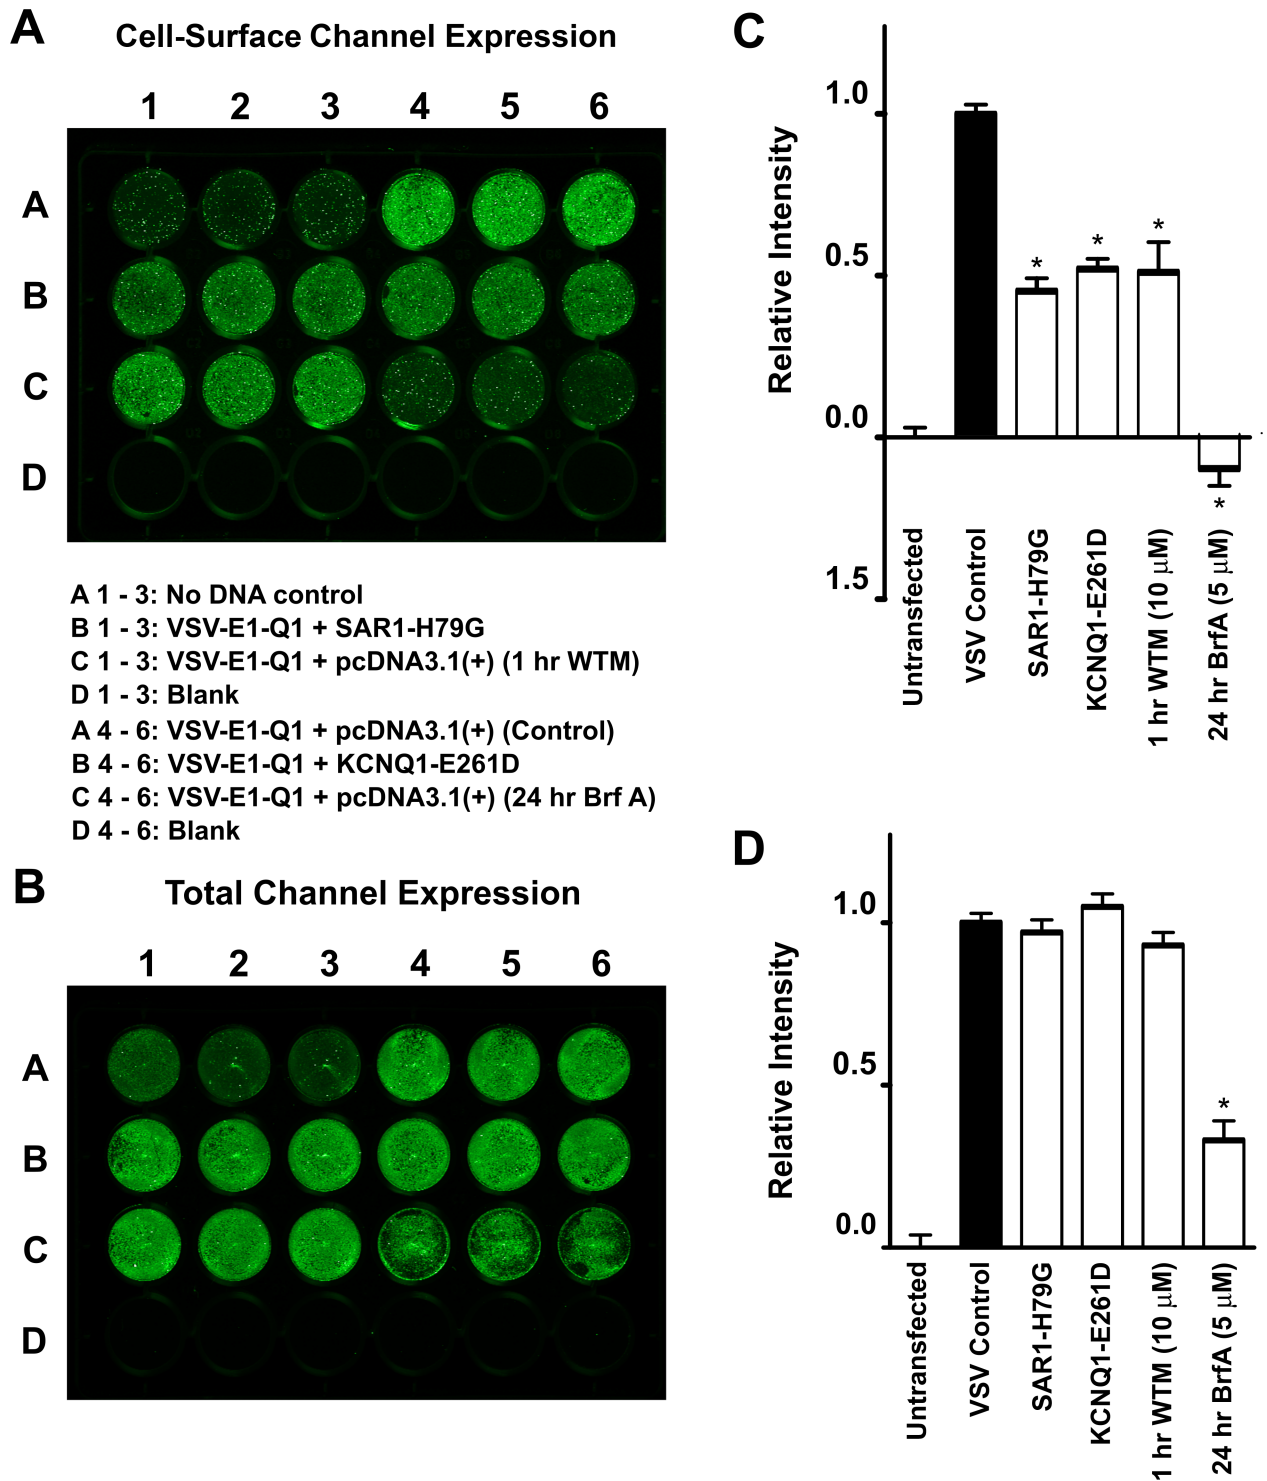 A
Cell-Surface Channel Expression
1 2 3 4 5 6
A
B
C
D
A 1 - 3: No DNA control
B 1 - 3: VSV-E1-Q1 + SAR1-H79G
C 1 - 3: VSV-E1-Q1 + pcDNA3.1(+) (1 hr WTM)
D 1 - 3: Blank
A 4 - 6: VSV-E1-Q1 + pcDNA3.1(+) (Control)
B 4 - 6: VSV-E1-Q1 + KCNQ1-E261D
C 4 - 6: VSV-E1-Q1 + pcDNA3.1(+) (24 hr Brf A)
D 4 - 6: Blank
B
Total Channel Expression
1 2 3 4 5 6
A
B
C
D
C
Relative Intensity
1.0
0.5
0.0
1.5
* * * *
Untransfected
VSV Control
SAR1-H79G
KCNQ1-E261D
1 hr WTM (10 μM)
24 hr BrfA (5 μM)
D
Relative Intensity
1.0
0.5
0.0
*
Untransfected
VSV Control
SAR1-H79G
KCNQ1-E261D
1 hr WTM (10 μM)
24 hr BrfA (5 μM)